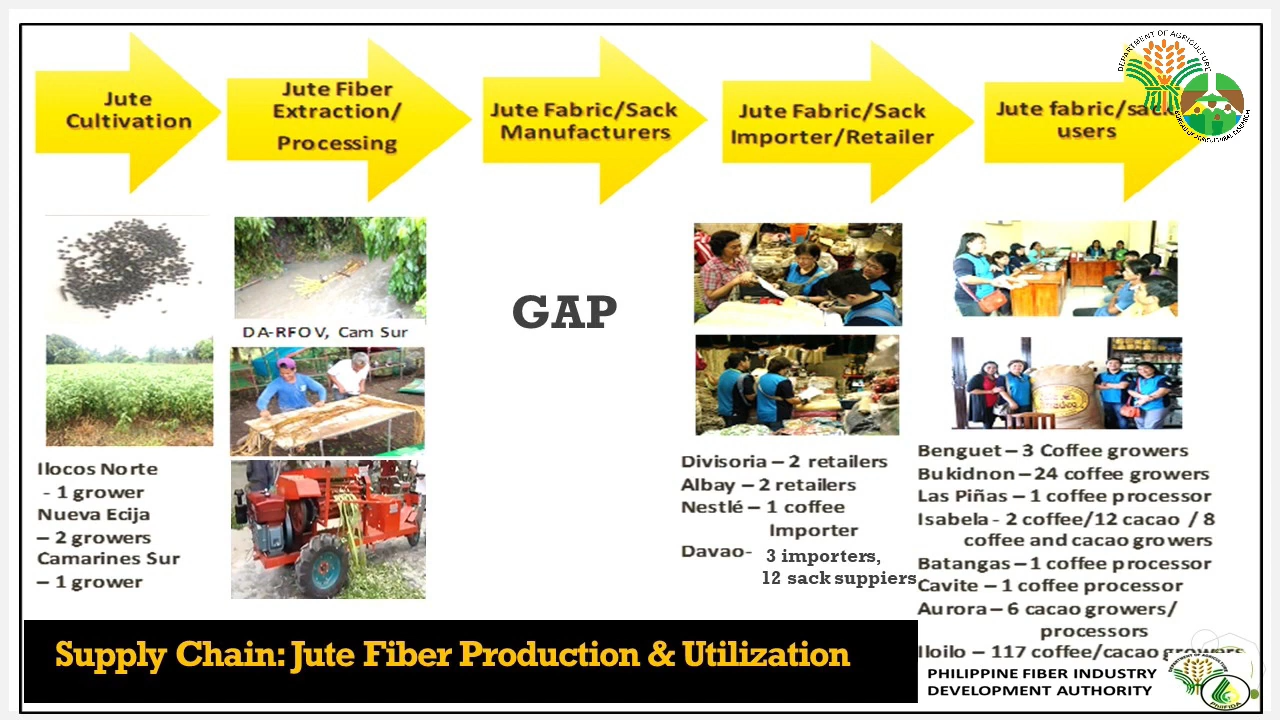 Jute
Cultivation
Jute Fiber
Extraction/
Processing
Jute Fabric/Sack
Manufacturers
Jute Fabric/Sack
Importer/Retailer
Jute fabric/sack
users
DEPARTMENT OF AGRICULTURE
DA-RFO V, Cam Sur
GAP
Ilocos Norte
- 1 grower
Nueva Ecija
– 2 growers
Camarines Sur
– 1 grower
Divisoria – 2 retailers
Albay – 2 retailers
Nestlé – 1 coffee
Importer
Davao- 3 importers,
12 sack suppiers
Benguet – 3 Coffee growers
Bukidnon – 24 coffee growers
Las Piñas – 1 coffee processor
Isabela - 2 coffee/12 cacao / 8
coffee and cacao growers
Batangas – 1 coffee processor
Cavite – 1 coffee processor
Aurora – 6 cacao growers/
processors
Iloilo – 117 coffee/cacao growers
Supply Chain: Jute Fiber Production & Utilization
PHILIPPINE FIBER INDUSTRY
DEVELOPMENT AUTHORITY